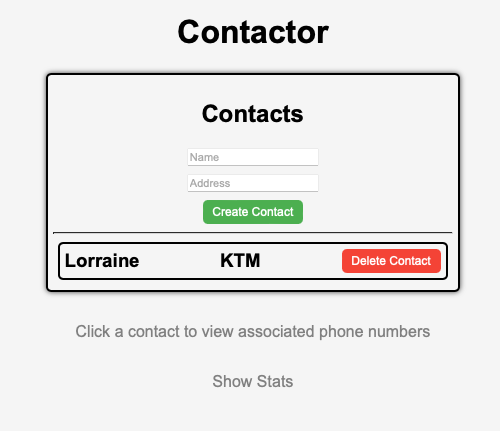 Contactor
Contacts
Name
Address
Create Contact
Lorraine KTM Delete Contact
Click a contact to view associated phone numbers
Show Stats